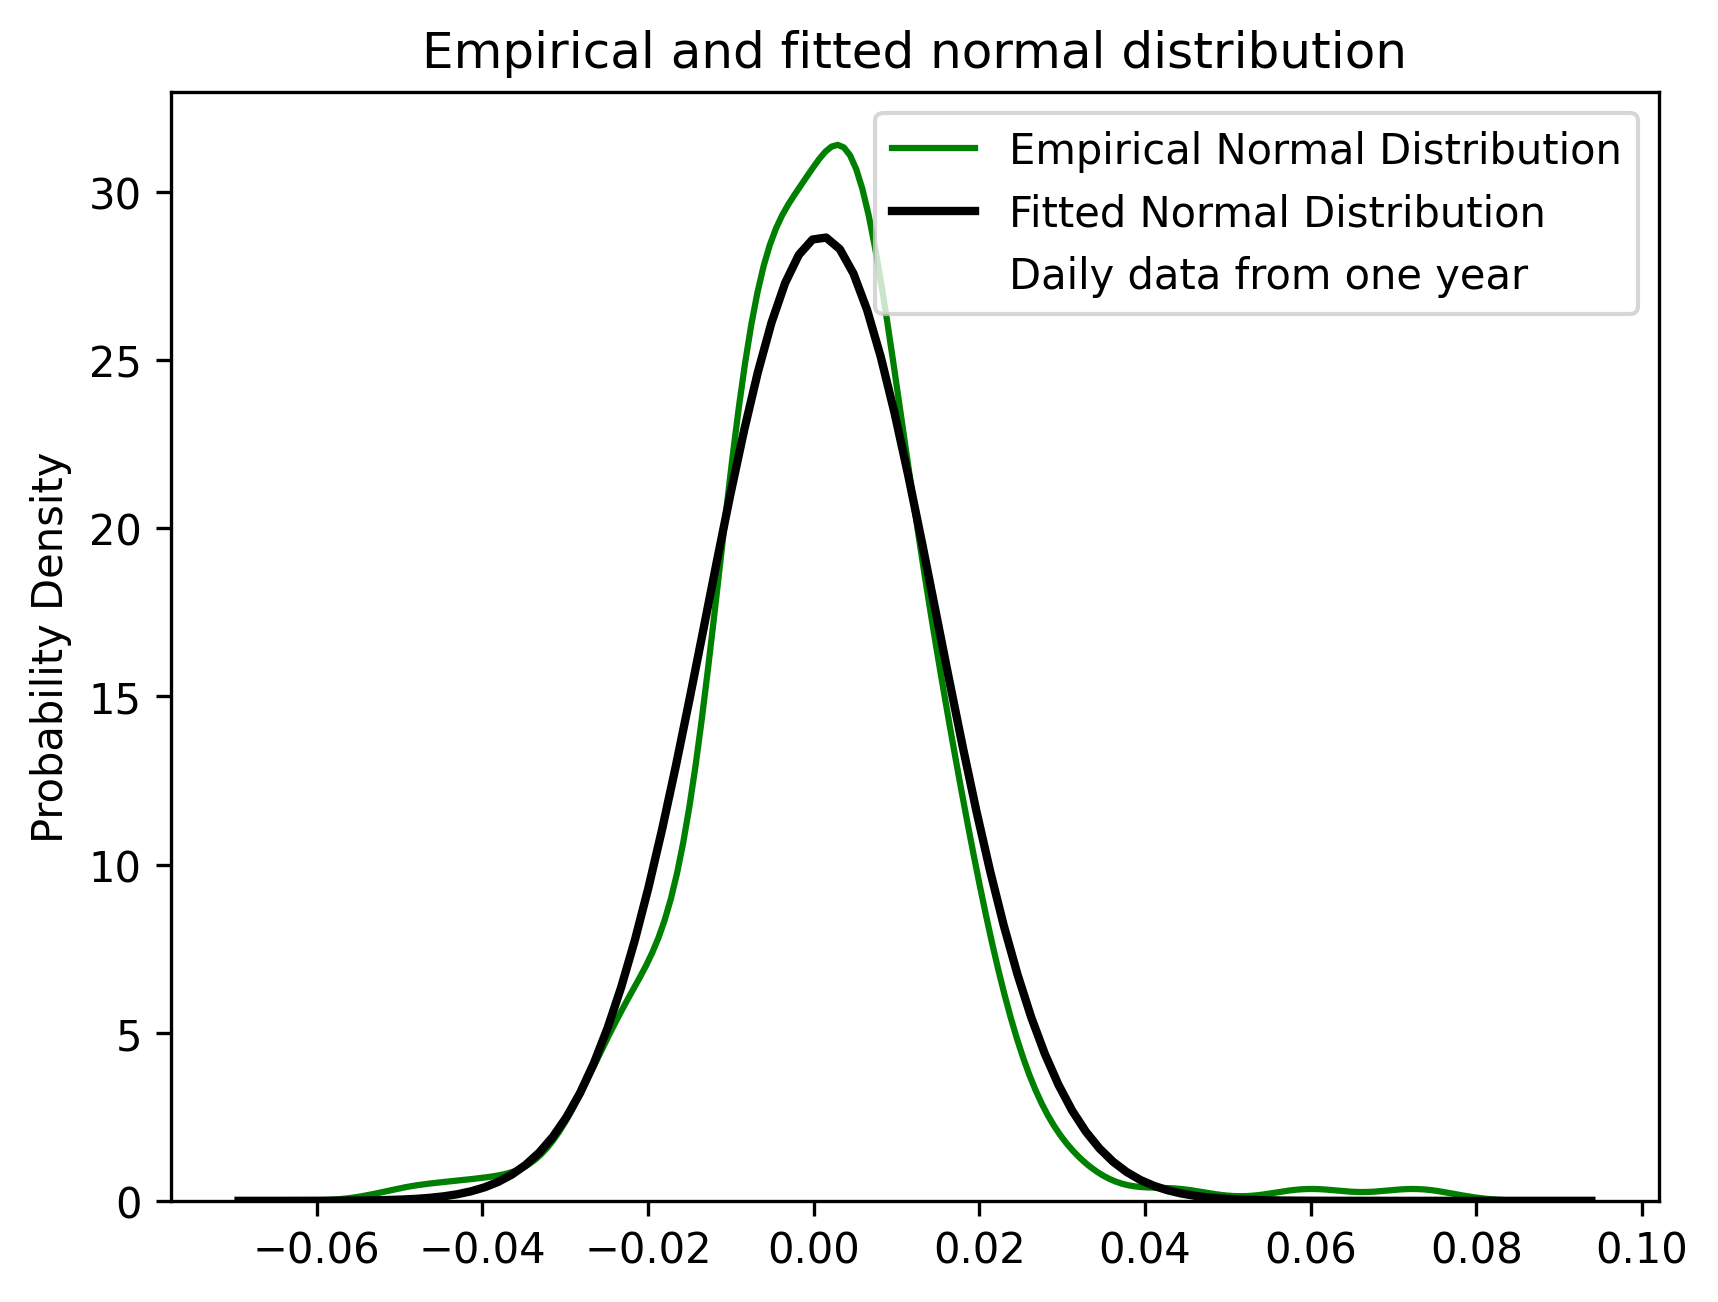 Empirical and fitted normal distribution
Empirical Normal Distribution
Fitted Normal Distribution
Daily data from one year
Probability Density
30
25
20
15
10
5
0
−0.06 −0.04 −0.02 0.00 0.02 0.04 0.06 0.08 0.10